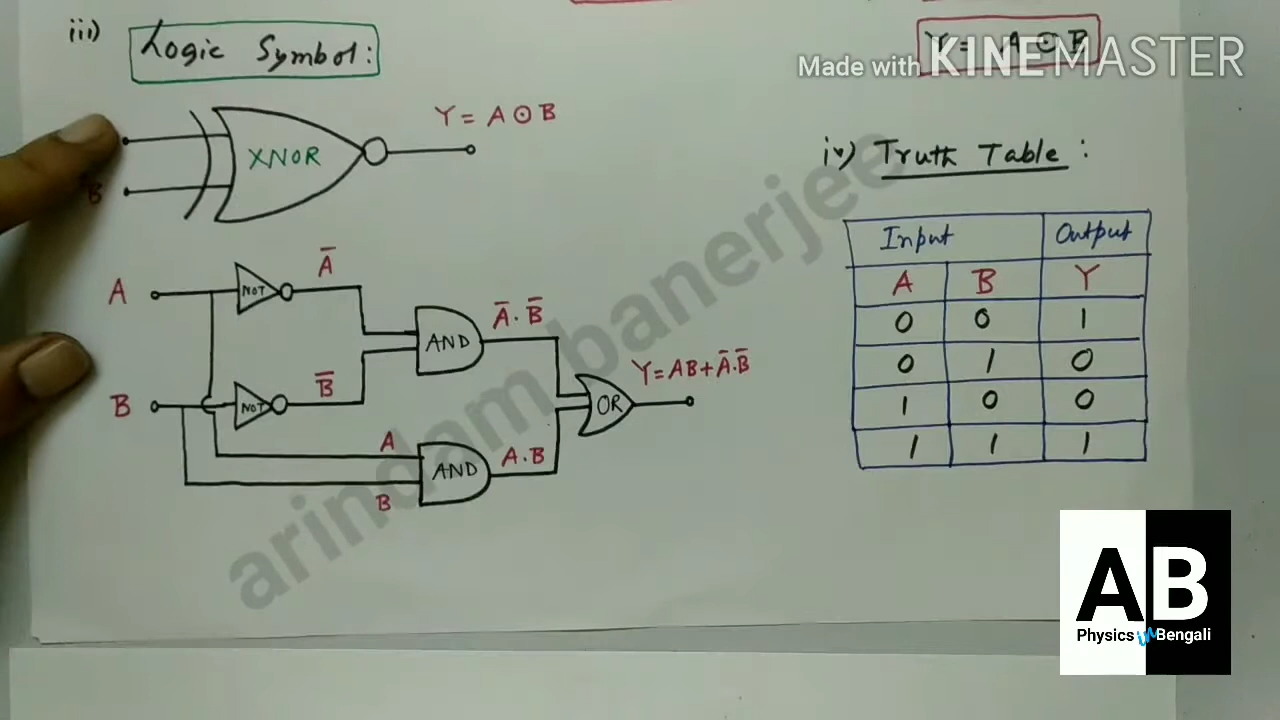 iii) Logic Symbol:
Y = A ⊙ B
Made with KINEMASTER
B
XNOR
Y = A ⊙ B
A
NOT
A̅
AND
A̅ . B̅
B
NOT
B̅
OR
Y = AB + A̅ . B̅
A
B
AND
A . B
iv) Truth Table :
Input Output
A B Y
0 0 1
0 1 0
1 0 0
1 1 1
arindam banerjee
AB
Physics in Bengali